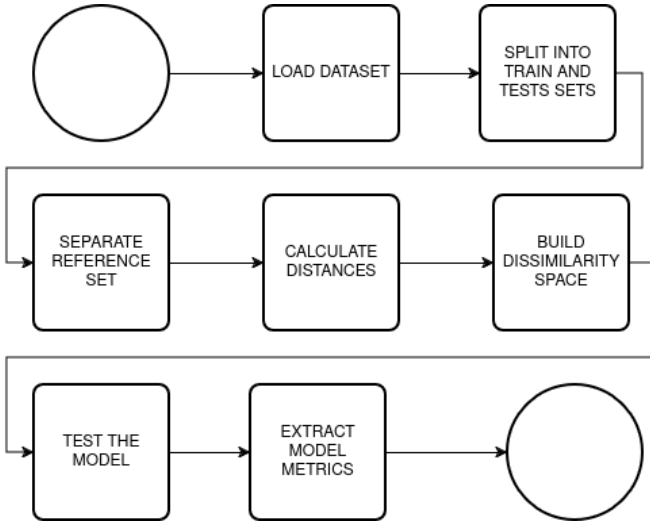 LOAD DATASET
SPLIT INTO
TRAIN AND
TESTS SETS
SEPARATE
REFERENCE
SET
CALCULATE
DISTANCES
BUILD
DISSIMILARITY
SPACE
TEST THE
MODEL
EXTRACT
MODEL
METRICS